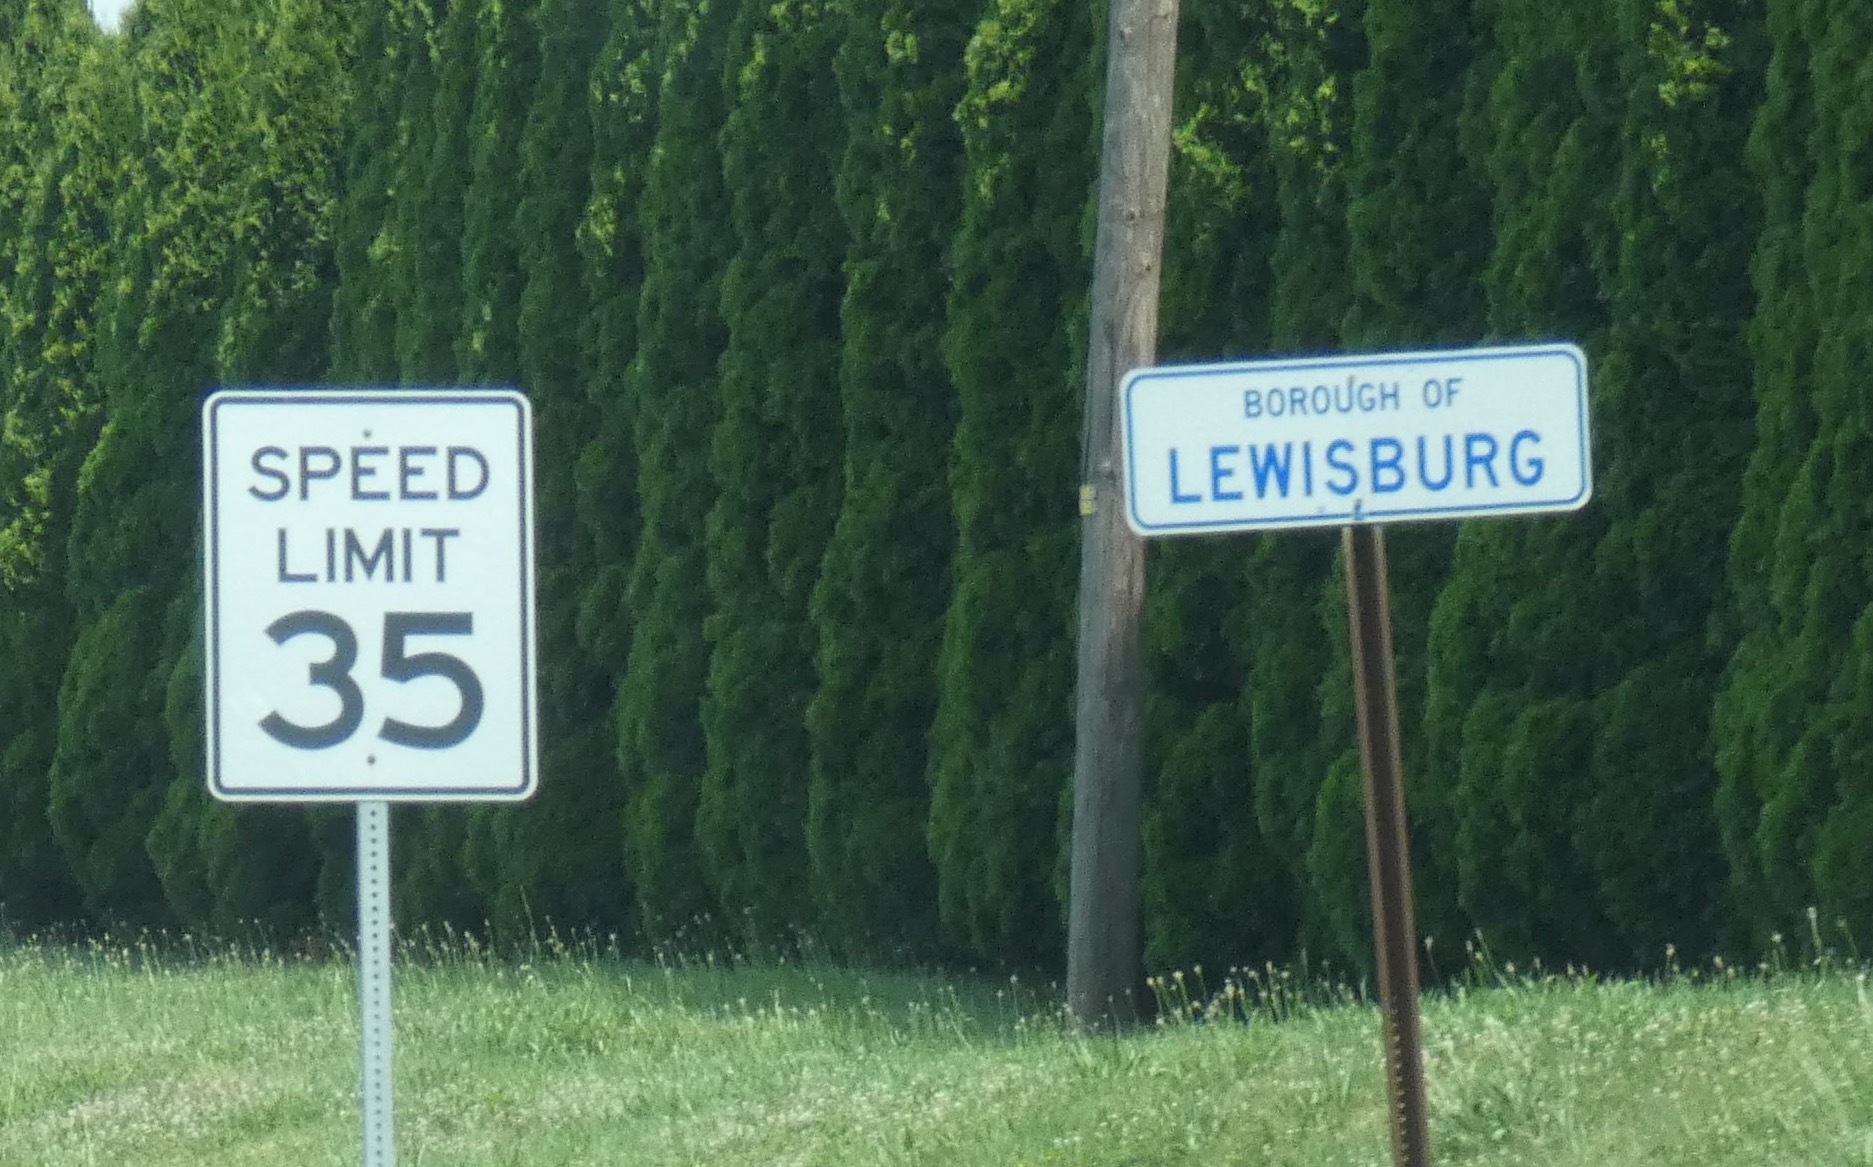 SPEED
LIMIT
35
BOROUGH OF
LEWISBURG